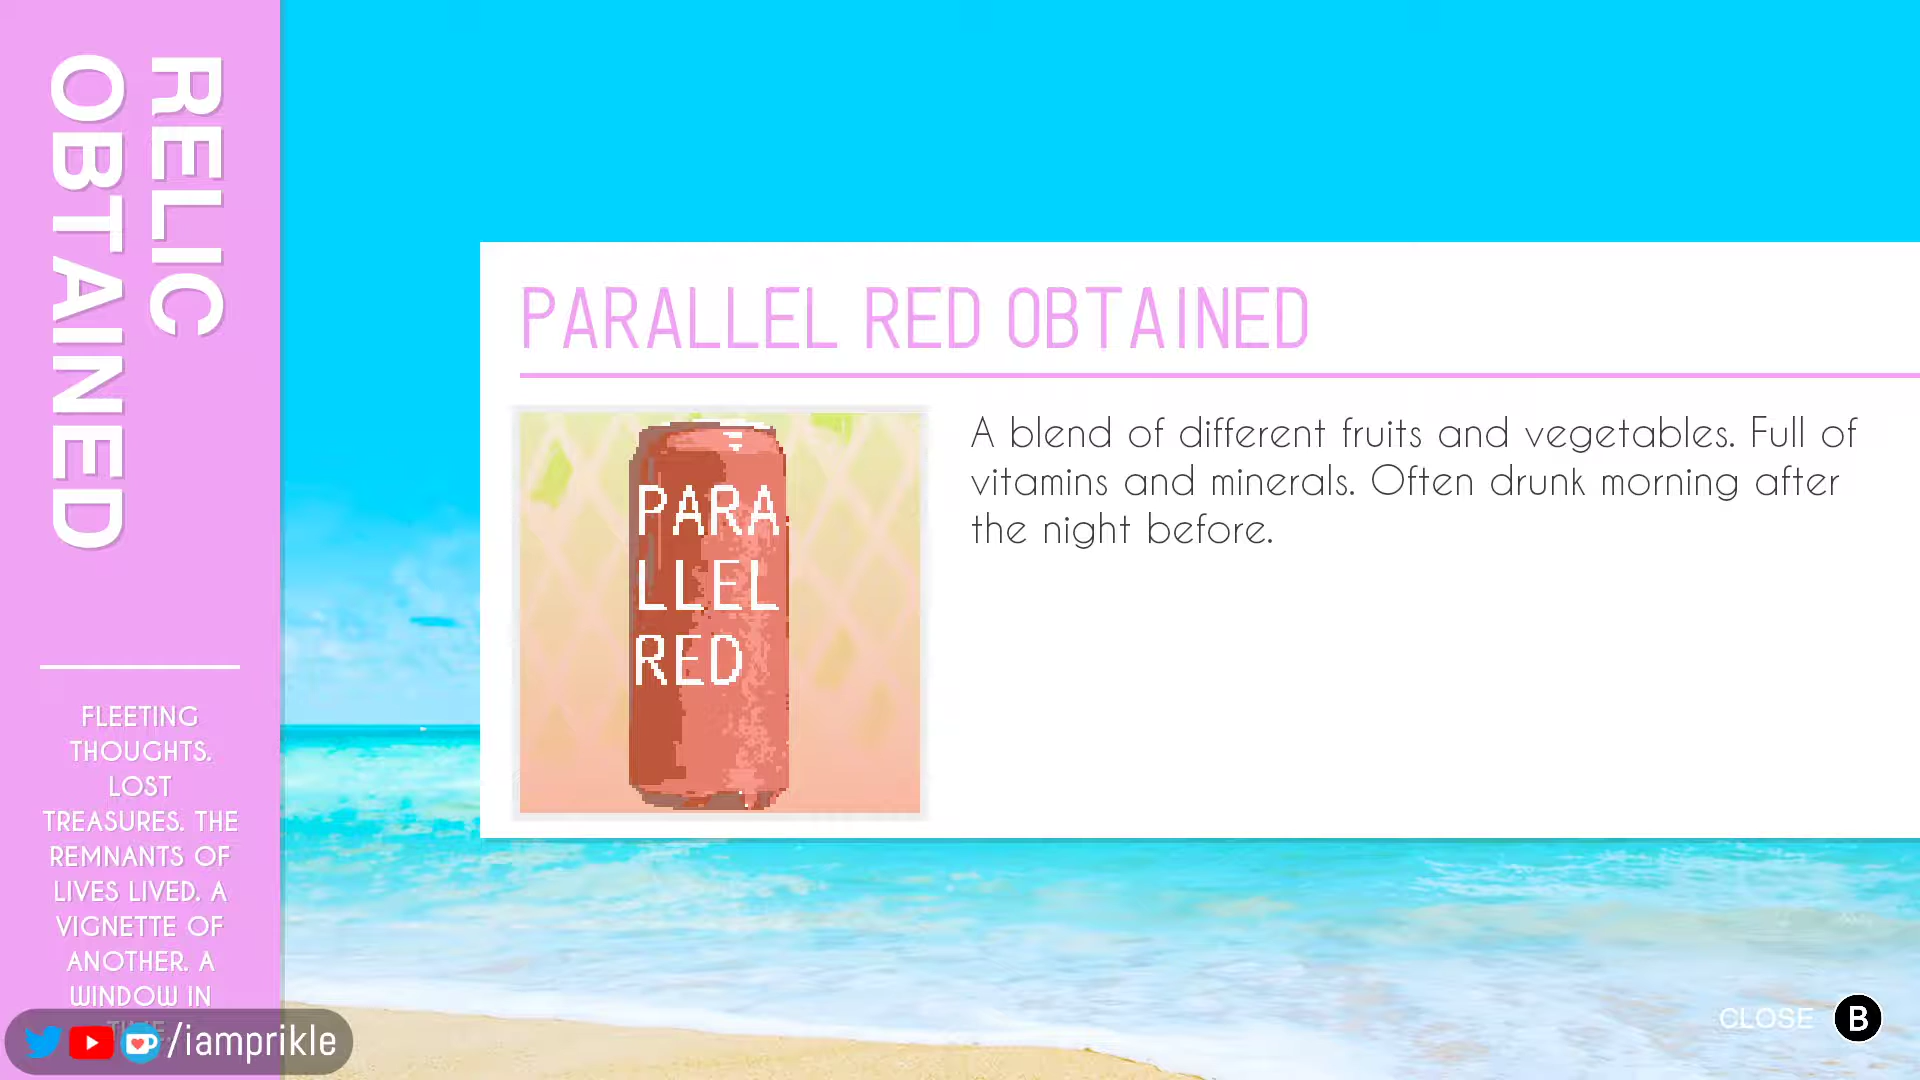 RELIC
OBTAINED
FLEETING
THOUGHTS.
LOST
TREASURES. THE
REMNANTS OF
LIVES LIVED. A
VIGNETTE OF
ANOTHER. A
WINDOW IN
TIME.
/iamprikle
PARALLEL RED OBTAINED
PARA
LLEL
RED
A blend of different fruits and vegetables. Full of
vitamins and minerals. Often drunk morning after
the night before.
CLOSE B